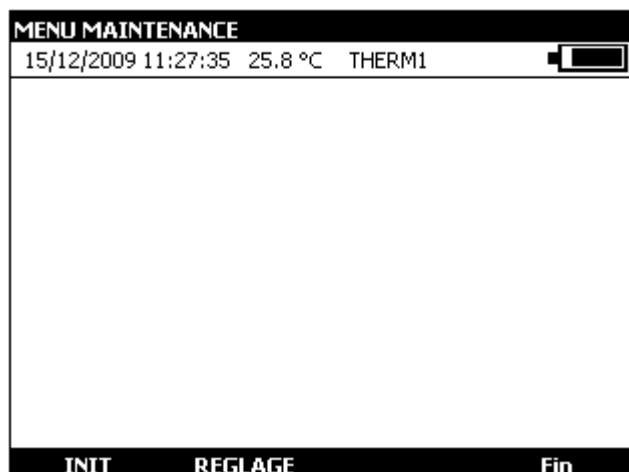 MENU MAINTENANCE
15/12/2009 11:27:35 25.8 °C THERM1
INIT REGLAGE Fin